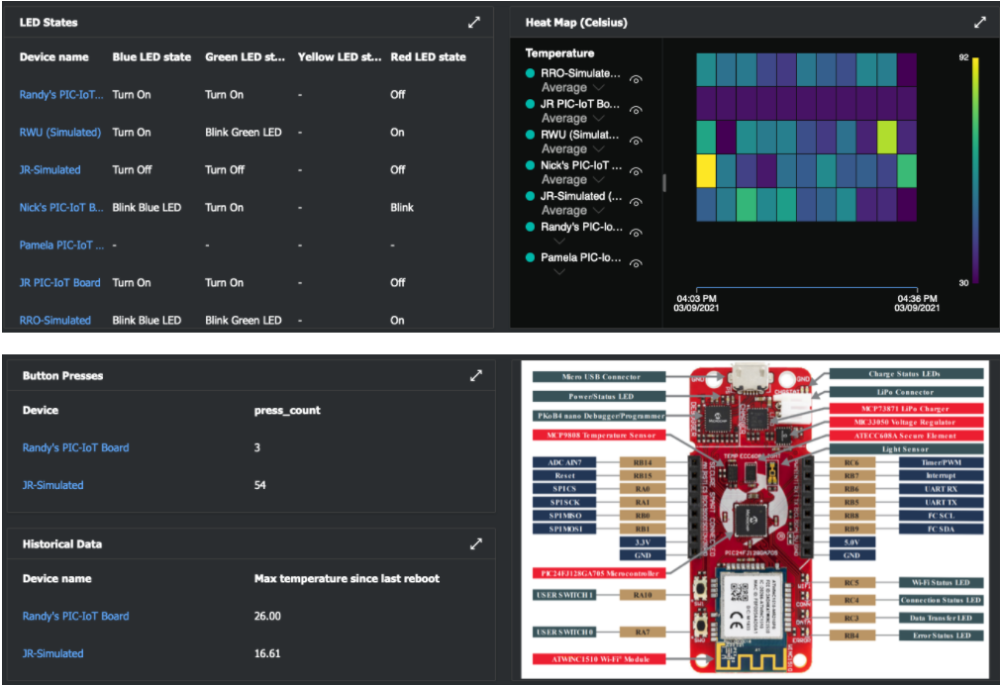 LED States
Device name Blue LED state Green LED st... Yellow LED st... Red LED state
Randy's PIC-IoT... Turn On Turn On - Off
RWU (Simulated) Turn On Blink Green LED - On
JR-Simulated Turn Off Turn Off - Off
Nick's PIC-IoT B... Blink Blue LED Turn On - Blink
Pamela PIC-IoT ... - - - -
JR PIC-IoT Board Turn On Turn On - Off
RRO-Simulated Blink Blue LED Blink Green LED - On
Heat Map (Celsius)
Temperature
RRO-Simulate...
Average
JR PIC-IoT Bo...
Average
RWU (Simulat...
Average
Nick's PIC-IoT ...
Average
JR-Simulated (...
Average
Randy's PIC-Io...
Pamela PIC-Io...
92
30
04:03 PM 04:36 PM
03/09/2021 03/09/2021
Button Presses
Device press_count
Randy's PIC-IoT Board 3
JR-Simulated 54
Historical Data
Device name Max temperature since last reboot
Randy's PIC-IoT Board 26.00
JR-Simulated 16.61
Micro USB Connector
Power/Status LED
PKoB4 nano Debugger/Programmer
MCP9808 Temperature Sensor
ADC AIN7 RB14
Reset RB15
SPI CS RA0
SPI SCK RA1
SPI MISO RB0
SPI MOSI RB1
3.3V
GND
PIC24FJ128GA705 Microcontroller
USER SWITCH 1 RA10
USER SWITCH 0 RA7
ATWINC1510 Wi-Fi® Module
Charge Status LEDs
LiPo Connector
MCP73871 LiPo Charger
MIC33050 Voltage Regulator
ATECC608A Secure Element
Light Sensor
RC6 Timer/PWM
RB7 Interrupt
RB6 UART RX
RB5 UART TX
RB8 I²C SCL
RB9 I²C SDA
5.0V
GND
RC5 Wi-Fi Status LED
RC4 Connection Status LED
RC3 Data Transfer LED
RB4 Error Status LED
GND
GND
DEBUGGER
CHARGER
PIC24FJ128GA705
WIFI
CONN
DATA
ERROR
SW1
SW0